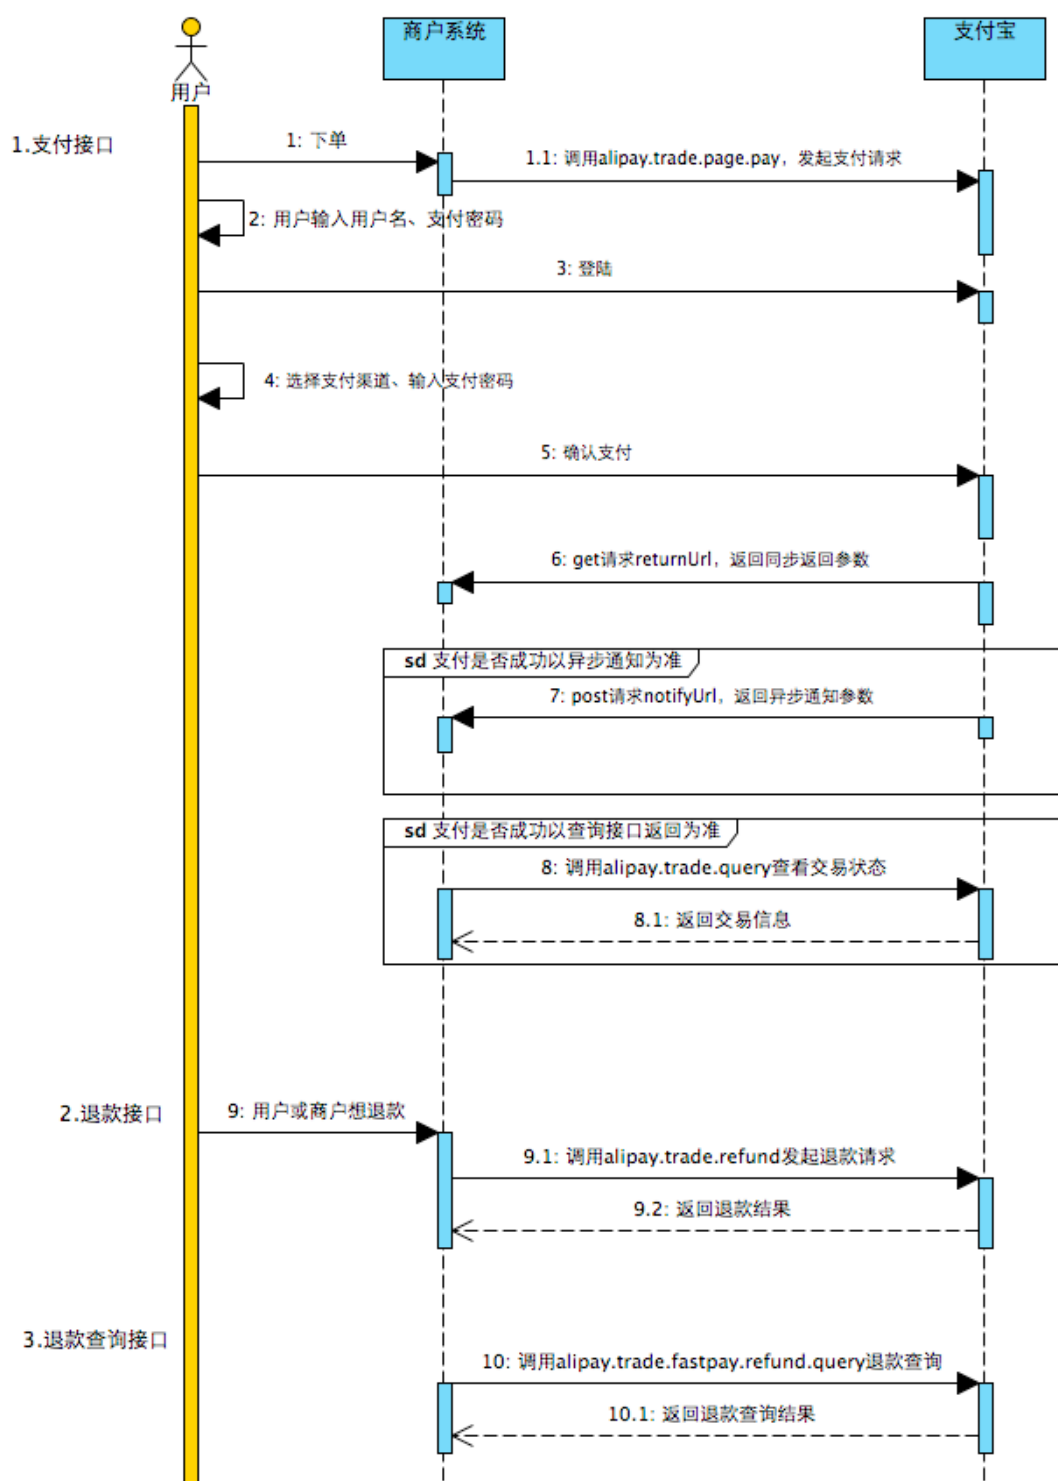 商户系统
支付宝
用户
1.支付接口
1: 下单
1.1: 调用alipay.trade.page.pay，发起支付请求
2: 用户输入用户名、支付密码
3: 登陆
4: 选择支付渠道、输入支付密码
5: 确认支付
6: get请求returnUrl，返回同步返回参数
sd 支付是否成功以异步通知为准
7: post请求notifyUrl，返回异步通知参数
sd 支付是否成功以查询接口返回为准
8: 调用alipay.trade.query查看交易状态
8.1: 返回交易信息
2.退款接口
9: 用户或商户想退款
9.1: 调用alipay.trade.refund发起退款请求
9.2: 返回退款结果
3.退款查询接口
10: 调用alipay.trade.fastpay.refund.query退款查询
10.1: 返回退款查询结果